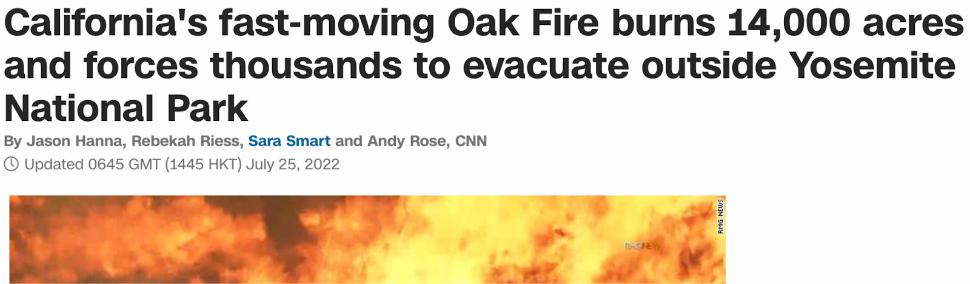 California's fast-moving Oak Fire burns 14,000 acres
and forces thousands to evacuate outside Yosemite
National Park
By Jason Hanna, Rebekah Riess, Sara Smart and Andy Rose, CNN
Updated 0645 GMT (1445 HKT) July 25, 2022
RMG NEWS